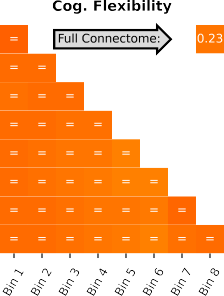 Cog. Flexibility
Full Connectome: 0.23
=
= =
= = =
= = = =
= = = = =
= = = = = =
= = = = = = =
= = = = = = = =
Bin 1 Bin 2 Bin 3 Bin 4 Bin 5 Bin 6 Bin 7 Bin 8